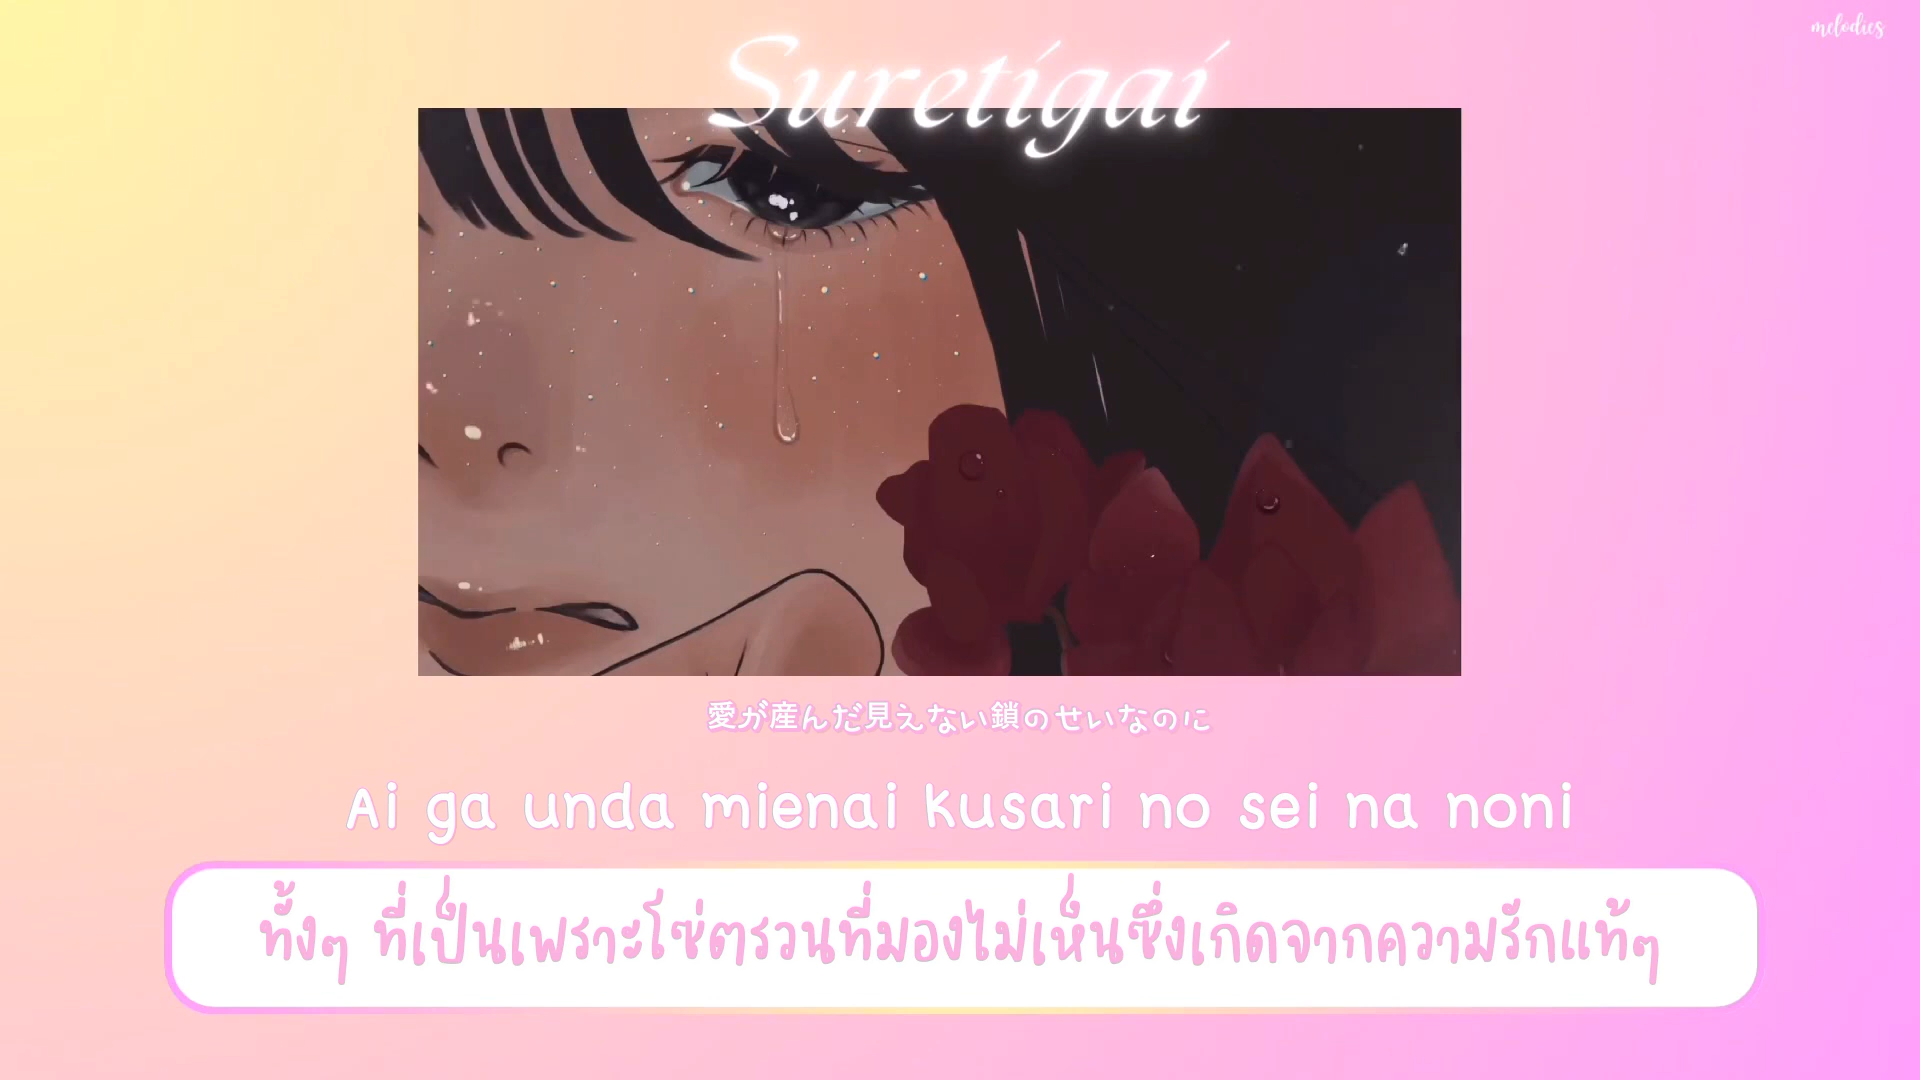 melodies
Suretigai
愛が産んだ見えない鎖のせいなのに
Ai ga unda mienai kusari no sei na noni
ทั้งๆ ที่เป็นเพราะโซ่ตรวนที่มองไม่เห็นซึ่งเกิดจากความรักแท้ๆ